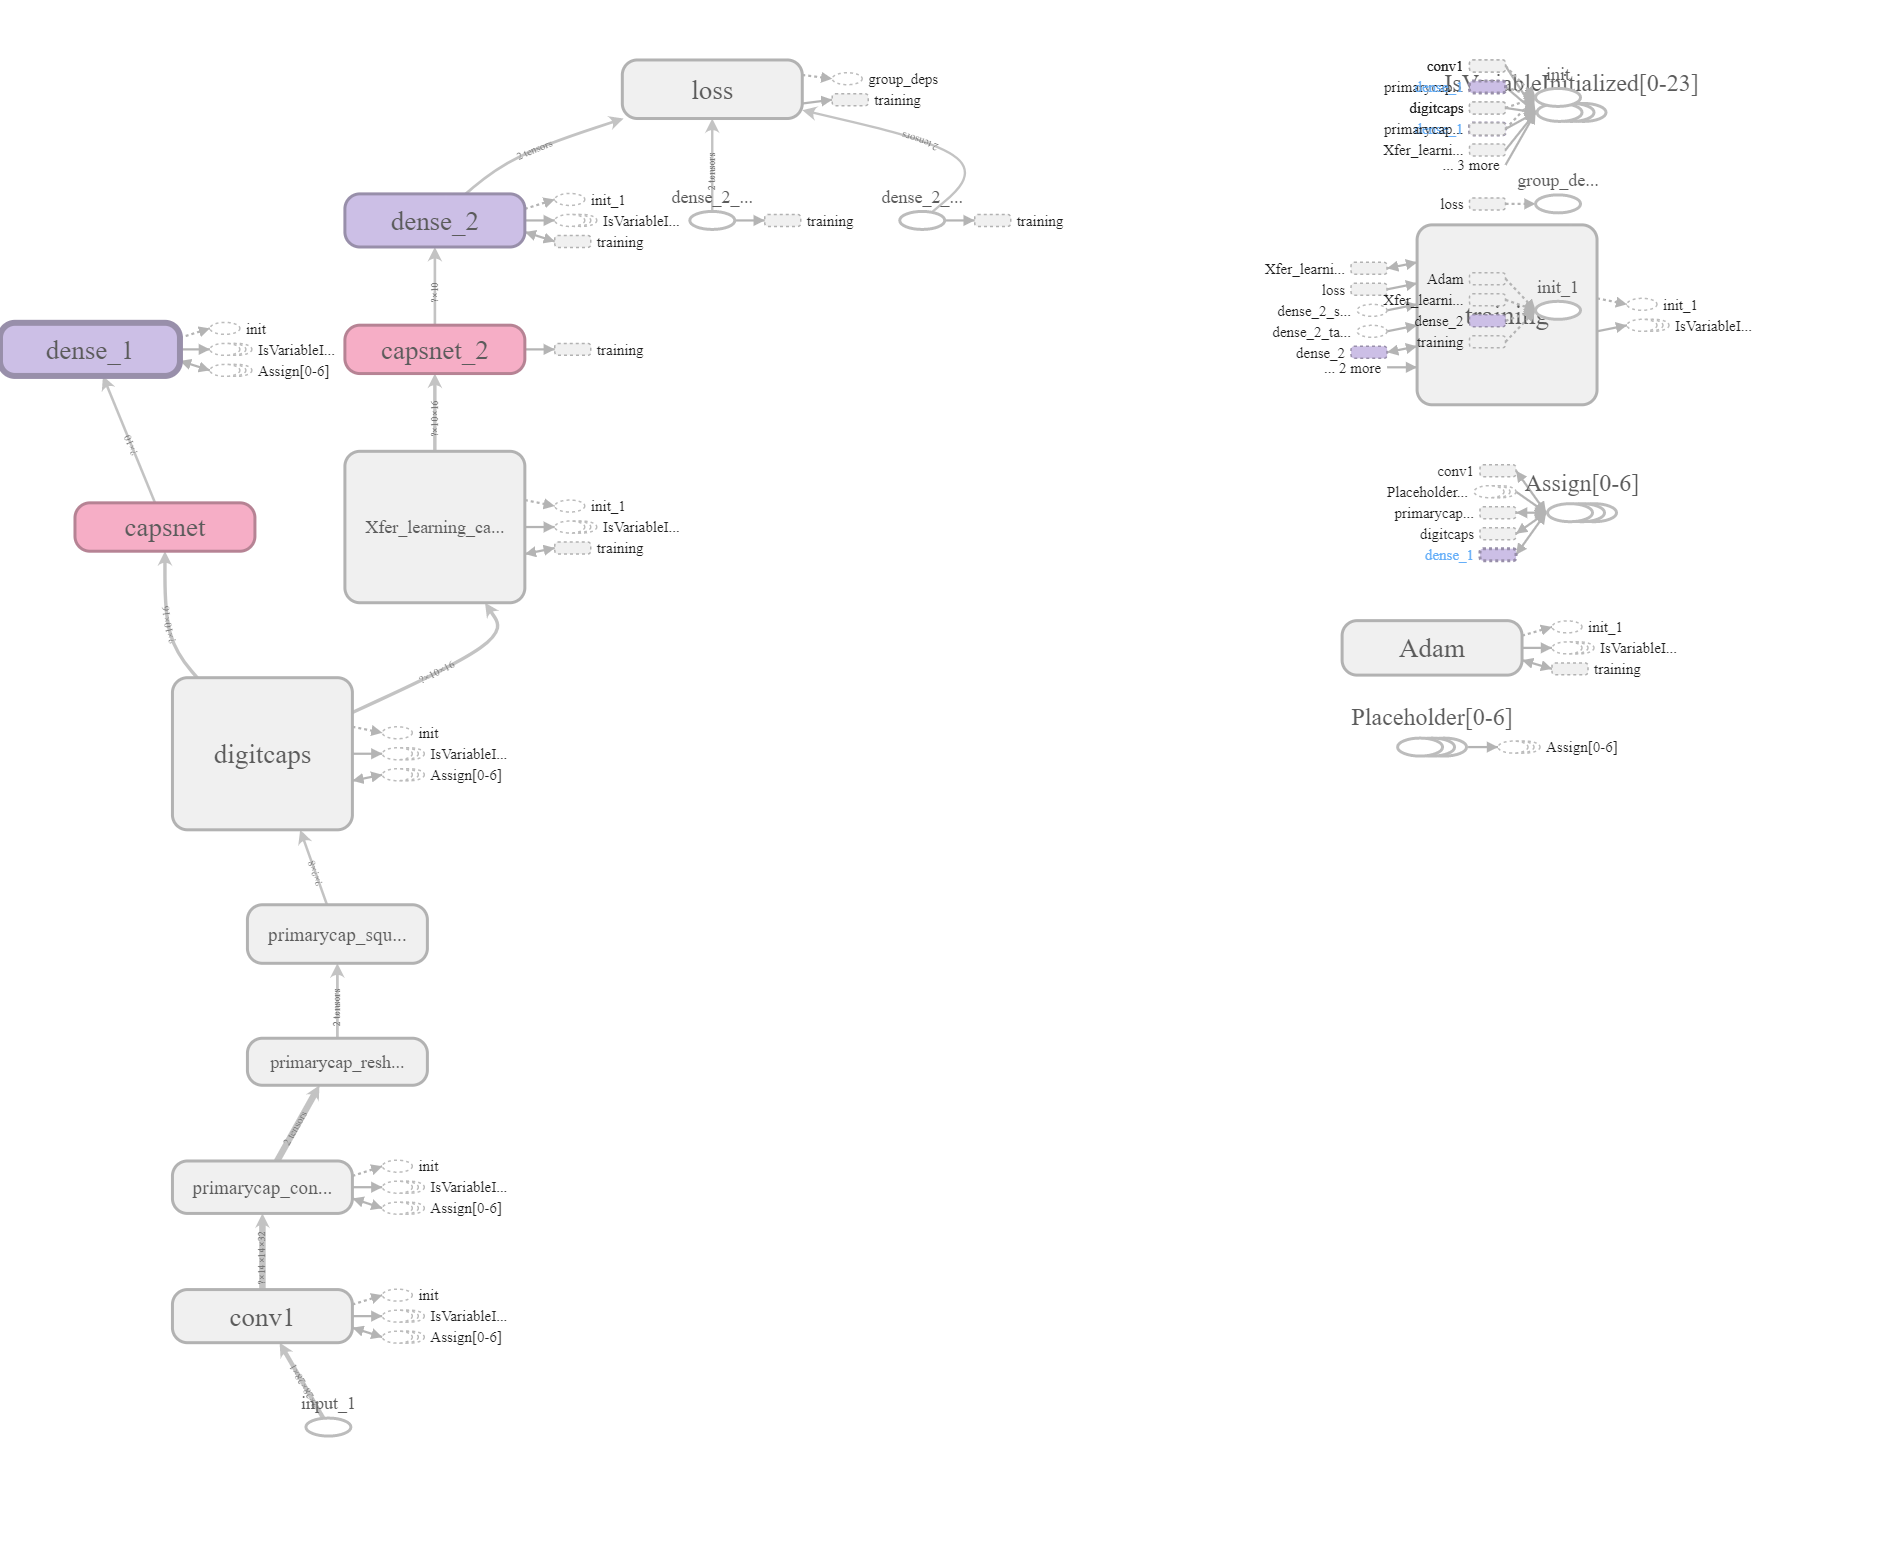 loss
group_deps
training
2 tensors
2 tensors
2 tensors
dense_2
init_1
IsVariableI...
training
dense_2_...
training
dense_2_...
training
?×10
dense_1
init
IsVariableI...
Assign[0-6]
capsnet_2
training
?×10
?×10×16
capsnet
Xfer_learning_ca...
init_1
IsVariableI...
training
?×10×16
?×10×16
digitcaps
init
IsVariableI...
Assign[0-6]
?×?×8
primarycap_squ...
2 tensors
primarycap_resh...
2 tensors
primarycap_con...
init
IsVariableI...
Assign[0-6]
?×14×14×32
conv1
init
IsVariableI...
Assign[0-6]
input_1
conv1
init
IsVariableInitialized[0-23]
primarycap...
dense_1
digitcaps
primarycap...
dense_1
Xfer_learni...
... 3 more
group_de...
loss
Xfer_learni...
loss
dense_2_s...
dense_2_ta...
dense_2
... 2 more
training
Adam
Xfer_learni...
dense_2
training
init_1
init_1
IsVariableI...
Assign[0-6]
conv1
Placeholder...
primarycap...
digitcaps
dense_1
Adam
init_1
IsVariableI...
training
Placeholder[0-6]
Assign[0-6]